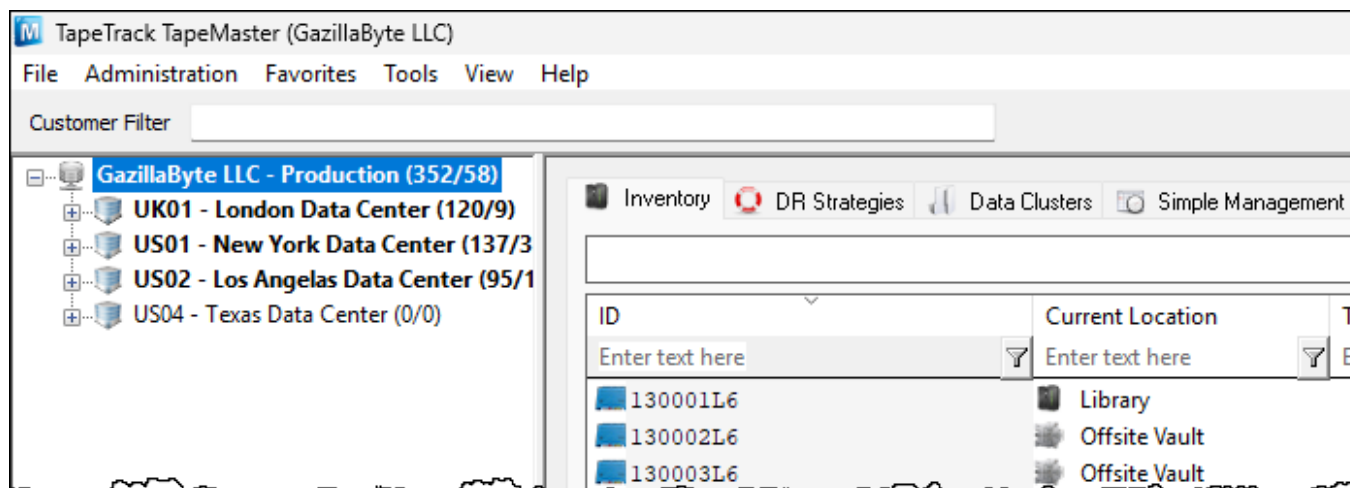 TapeTrack TapeMaster (GazillaByte LLC)
File Administration Favorites Tools View Help
Customer Filter
GazillaByte LLC - Production (352/58)
UK01 - London Data Center (120/9)
US01 - New York Data Center (137/3
US02 - Los Angelas Data Center (95/1
US04 - Texas Data Center (0/0)
Inventory DR Strategies Data Clusters Simple Management
ID Current Location T
Enter text here Enter text here E
130001L6 Library
130002L6 Offsite Vault
130003L6 Offsite Vault